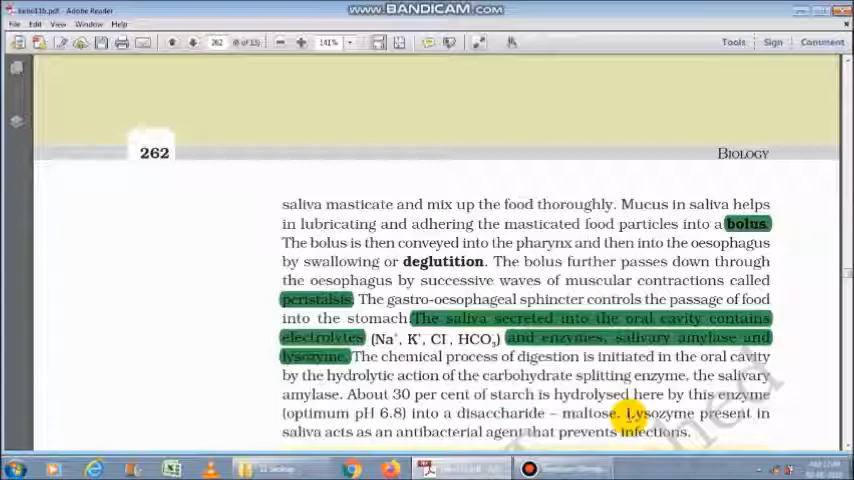 www.BANDICAM.com
kebo116.pdf - Adobe Reader
File Edit View Window Help
262 (6 of 15) 141% Tools Sign Comment
262 BIOLOGY
saliva masticate and mix up the food thoroughly. Mucus in saliva helps
in lubricating and adhering the masticated food particles into a bolus.
The bolus is then conveyed into the pharynx and then into the oesophagus
by swallowing or deglutition. The bolus further passes down through
the oesophagus by successive waves of muscular contractions called
peristalsis. The gastro-oesophageal sphincter controls the passage of food
into the stomach. The saliva secreted into the oral cavity contains
electrolytes (Na⁺, K⁺, Cl⁻, HCO₃⁻) and enzymes, salivary amylase and
lysozyme. The chemical process of digestion is initiated in the oral cavity
by the hydrolytic action of the carbohydrate splitting enzyme, the salivary
amylase. About 30 per cent of starch is hydrolysed here by this enzyme
(optimum pH 6.8) into a disaccharide – maltose. Lysozyme present in
saliva acts as an antibacterial agent that prevents infections.